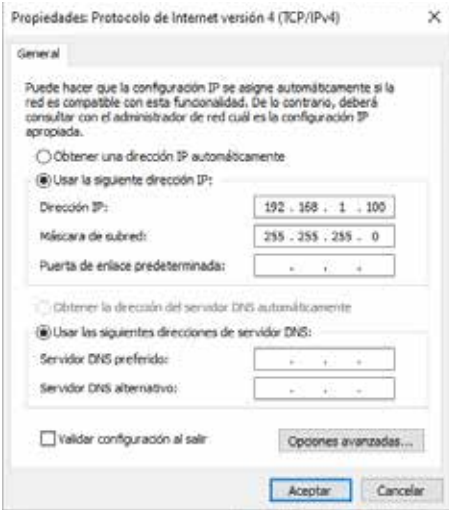 Propiedades: Protocolo de Internet versión 4 (TCP/IPv4)
General
Puede hacer que la configuración IP se asigne automáticamente si la
red es compatible con esta funcionalidad. De lo contrario, deberá
consultar con el administrador de red cuál es la configuración IP
apropiada.
Obtener una dirección IP automáticamente
Usar la siguiente dirección IP:
Dirección IP: 192 . 168 . 1 . 100
Máscara de subred: 255 . 255 . 255 . 0
Puerta de enlace predeterminada: . . .
Obtener la dirección del servidor DNS automáticamente
Usar las siguientes direcciones de servidor DNS:
Servidor DNS preferido: . . .
Servidor DNS alternativo: . . .
Validar configuración al salir
Opciones avanzadas...
Aceptar
Cancelar